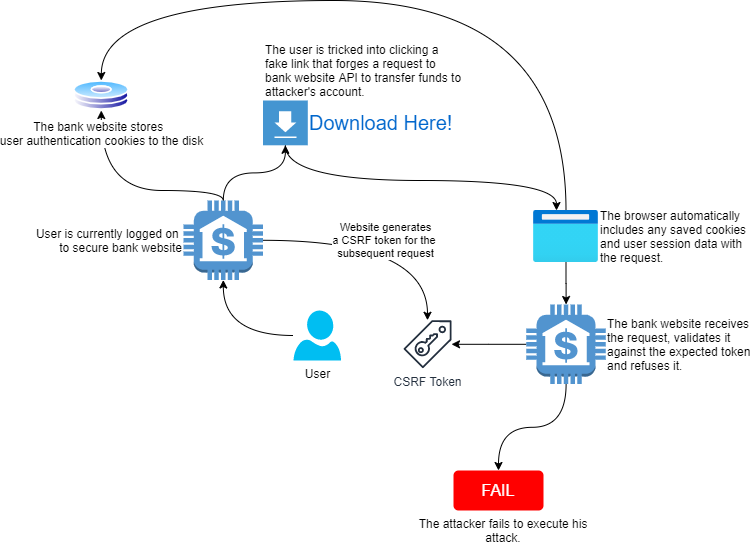 The user is tricked into clicking a
fake link that forges a request to
bank website API to transfer funds to
attacker's account.
Download Here!
The bank website stores
user authentication cookies to the disk
User is currently logged on
to secure bank website
$
Website generates
a CSRF token for the
subsequent request
The browser automatically
includes any saved cookies
and user session data with
the request.
User
CSRF Token
$
The bank website receives
the request, validates it
against the expected token
and refuses it.
FAIL
The attacker fails to execute his
attack.